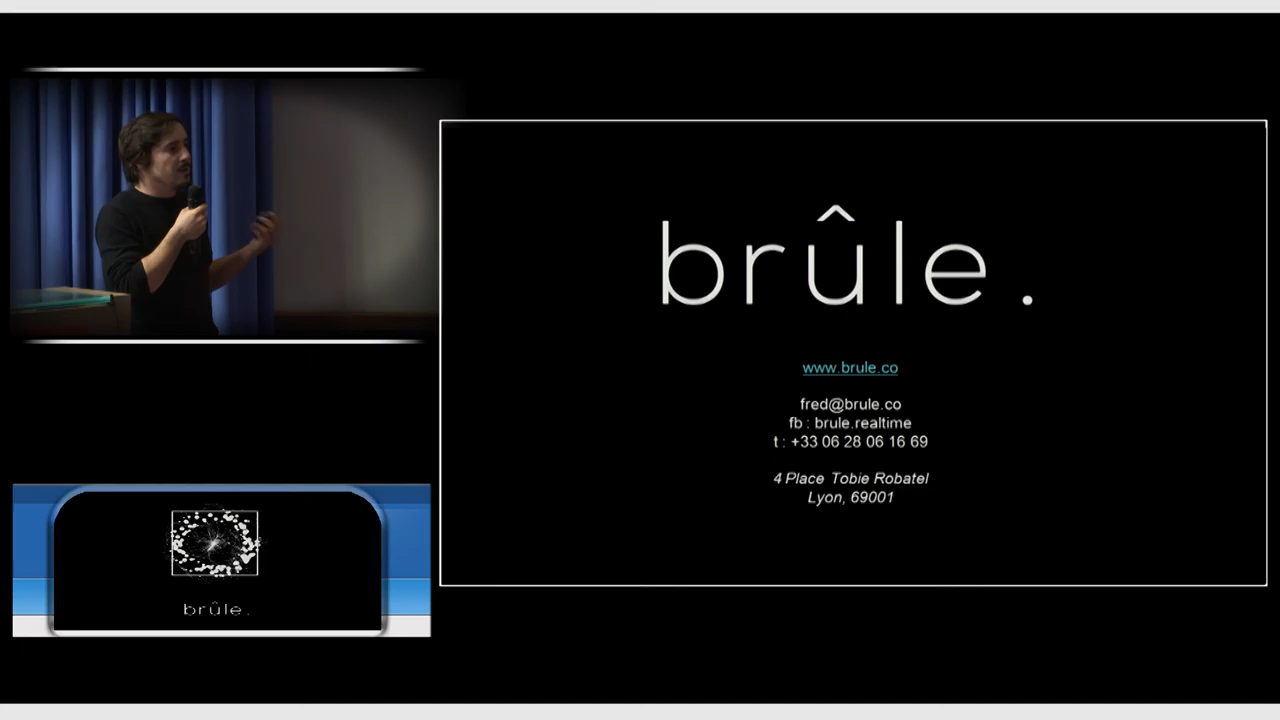 brûle .
www.brule.co
fred@brule.co
fb : brule.realtime
t : +33 06 28 06 16 69
4 Place Tobie Robatel
Lyon, 69001
brûle.